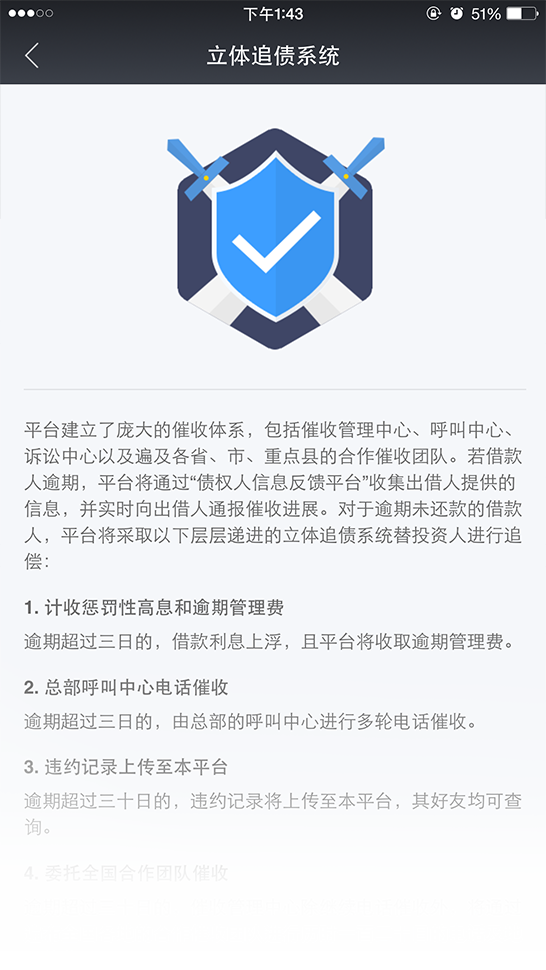 下午1:43
51%
立体追债系统
平台建立了庞大的催收体系，包括催收管理中心、呼叫中心、
诉讼中心以及遍及各省、市、重点县的合作催收团队。若借款
人逾期，平台将通过“债权人信息反馈平台”收集出借人提供的
信息，并实时向出借人通报催收进展。对于逾期未还款的借款
人，平台将采取以下层层递进的立体追债系统替投资人进行追
偿：
1. 计收惩罚性高息和逾期管理费
逾期超过三日的，借款利息上浮，且平台将收取逾期管理费。
2. 总部呼叫中心电话催收
逾期超过三日的，由总部的呼叫中心进行多轮电话催收。
3. 违约记录上传至本平台
逾期超过三十日的，违约记录将上传至本平台，其好友均可查
询。
4. 委托全国合作团队催收